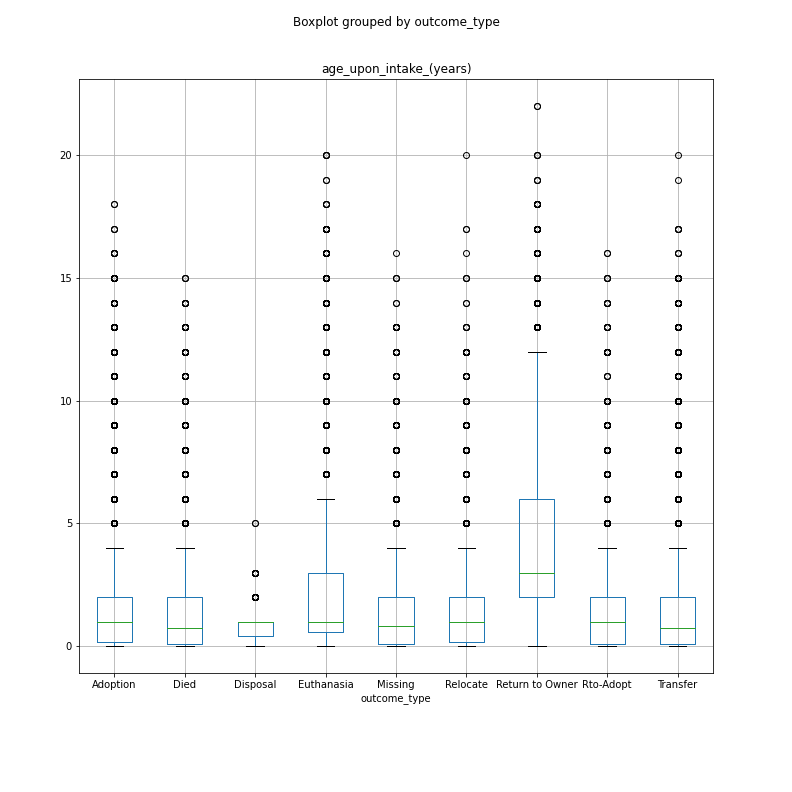 Boxplot grouped by outcome_type
age_upon_intake_(years)
20
15
10
5
0
Adoption Died Disposal Euthanasia Missing Relocate Return to Owner Rto-Adopt Transfer
outcome_type